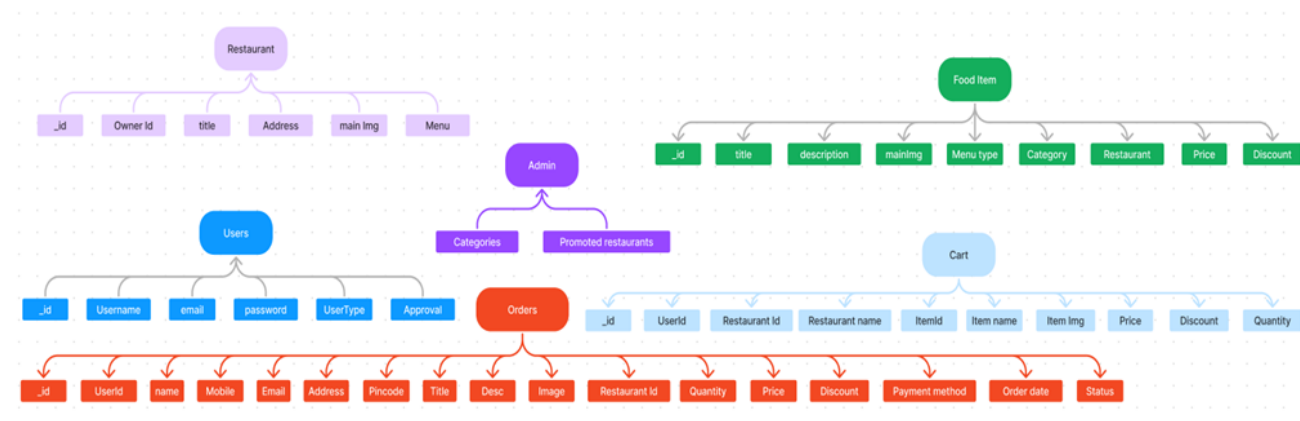 Restaurant
_id Owner Id title Address main Img Menu
Food Item
_id title description mainImg Menu type Category Restaurant Price Discount
Admin
Categories Promoted restaurants
Users
_id Username email password UserType Approval
Cart
_id UserId Restaurant Id Restaurant name ItemId Item name Item Img Price Discount Quantity
Orders
_id UserId name Mobile Email Address Pincode Title Desc Image Restaurant Id Quantity Price Discount Payment method Order date Status